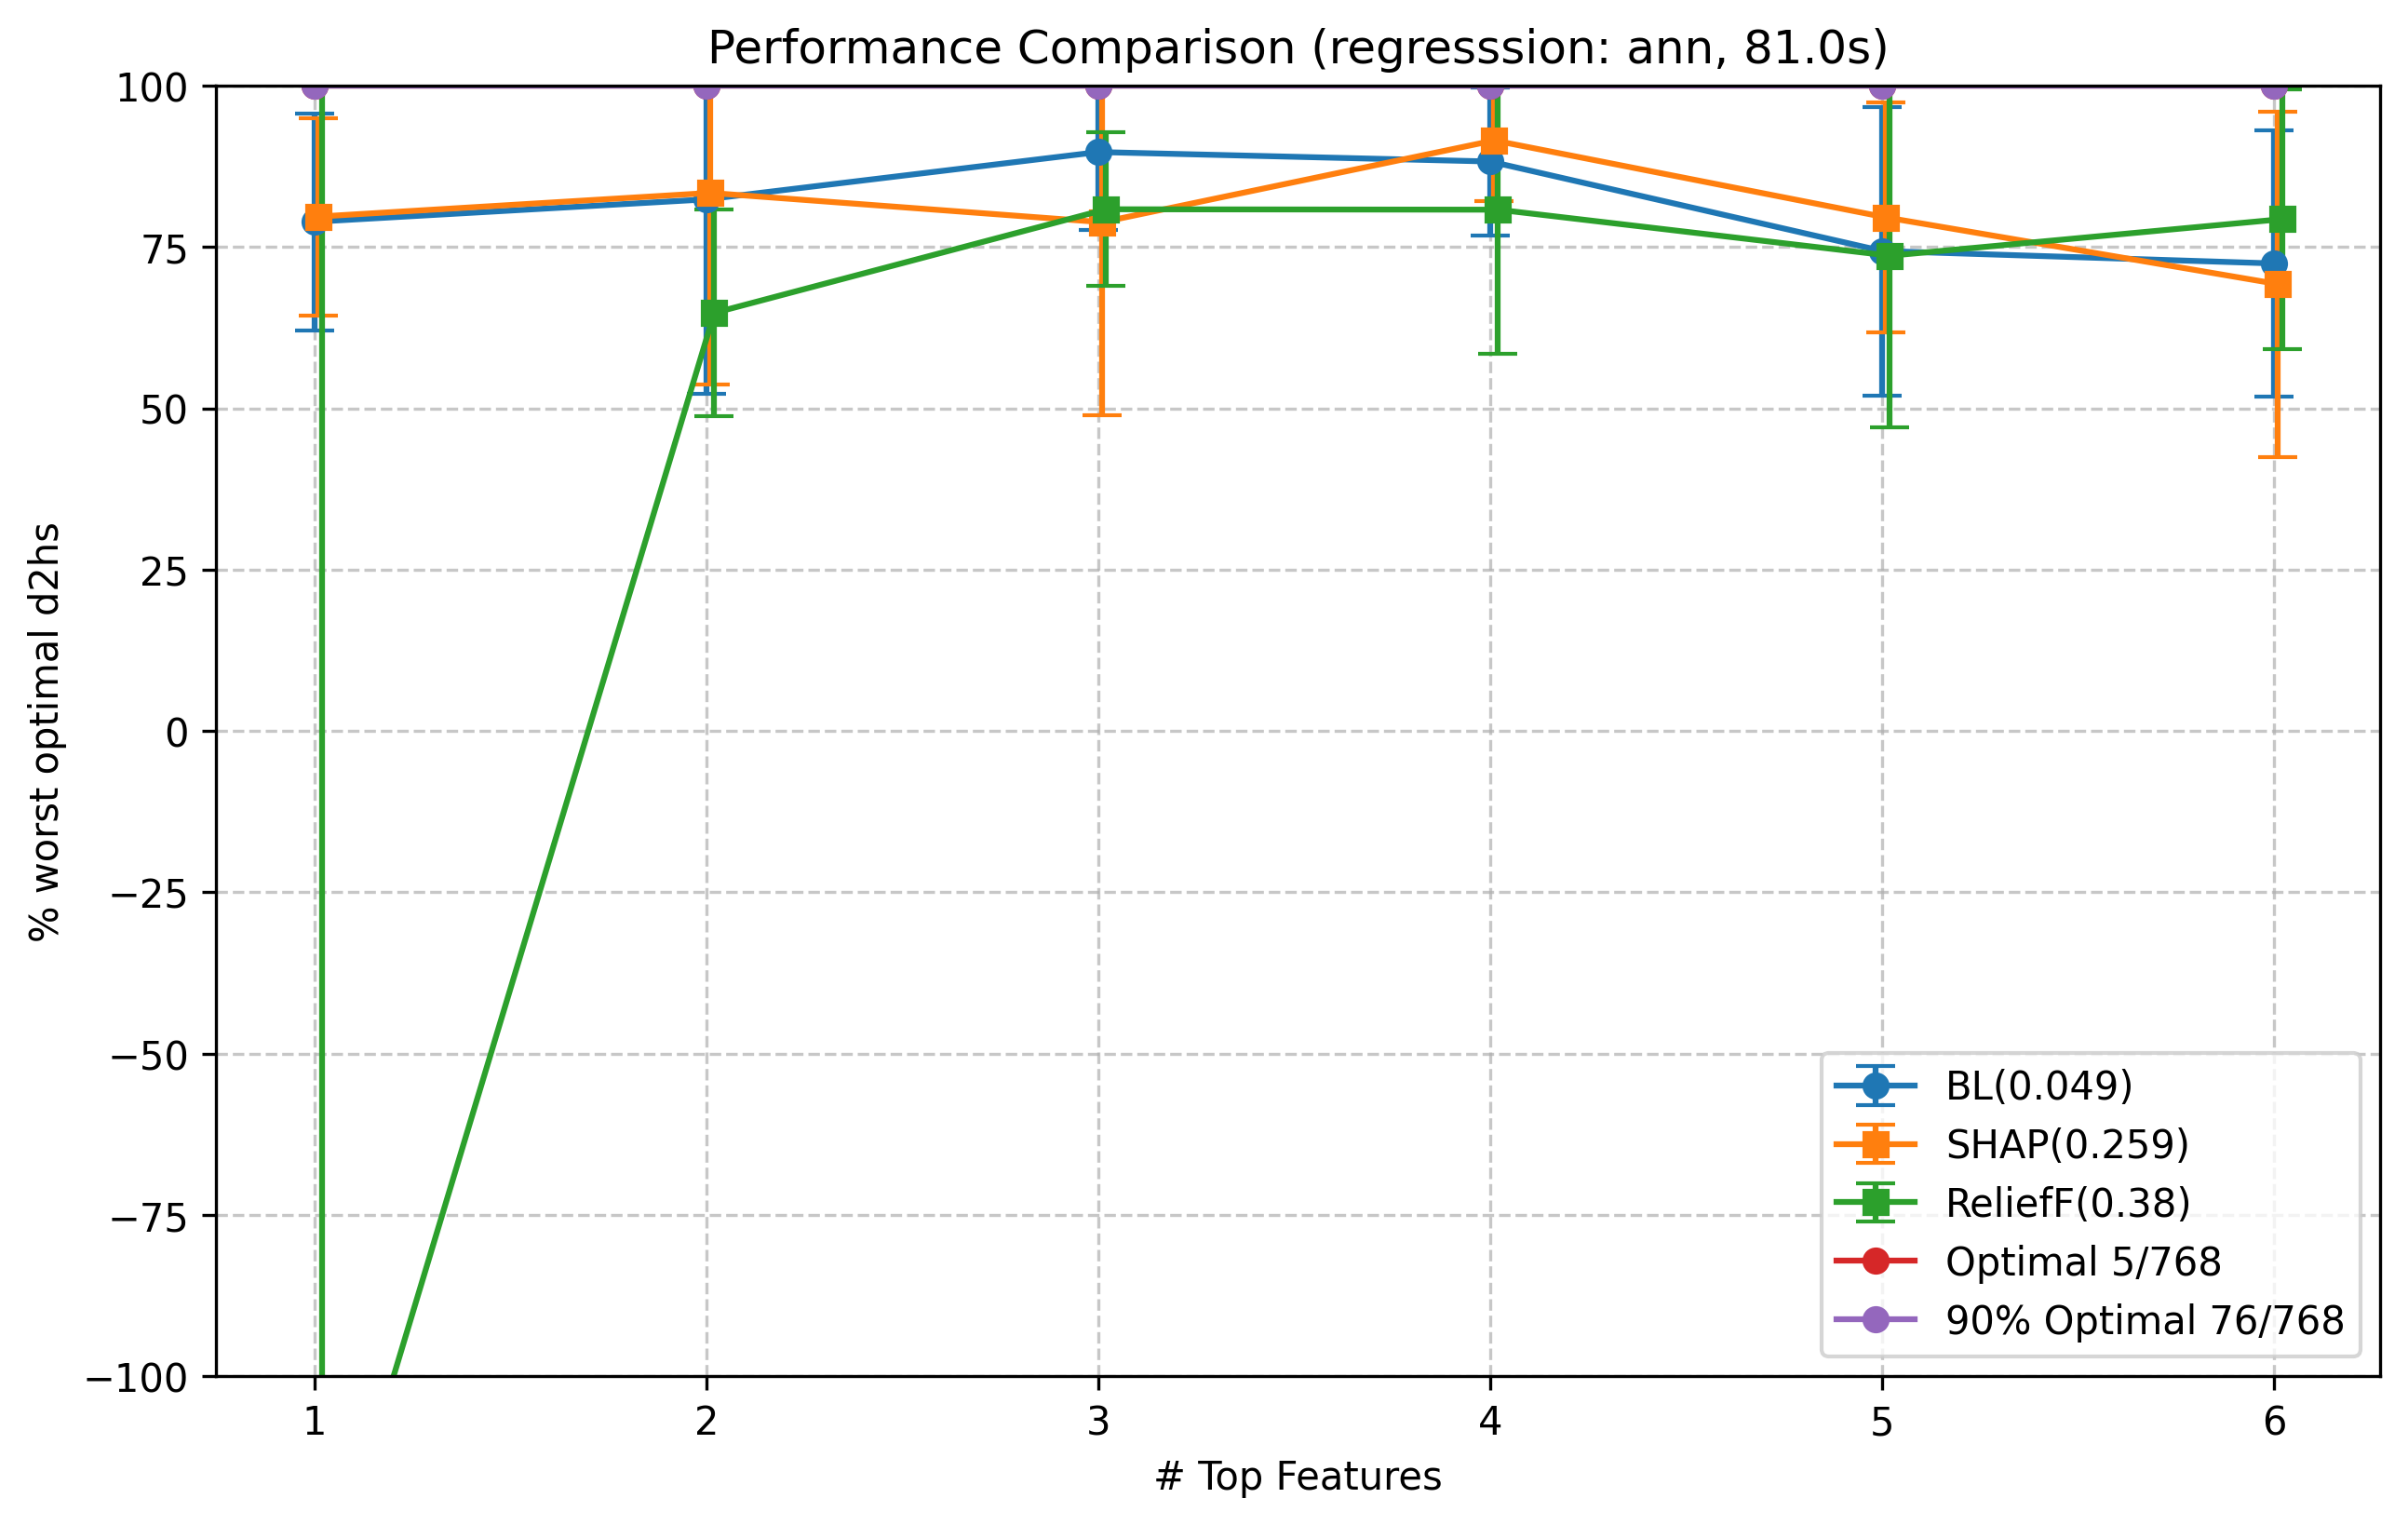 Performance Comparison (regresssion: ann, 81.0s)
% worst optimal d2hs
100
75
50
25
0
−25
−50
−75
−100
1 2 3 4 5 6
# Top Features
BL(0.049)
SHAP(0.259)
ReliefF(0.38)
Optimal 5/768
90% Optimal 76/768